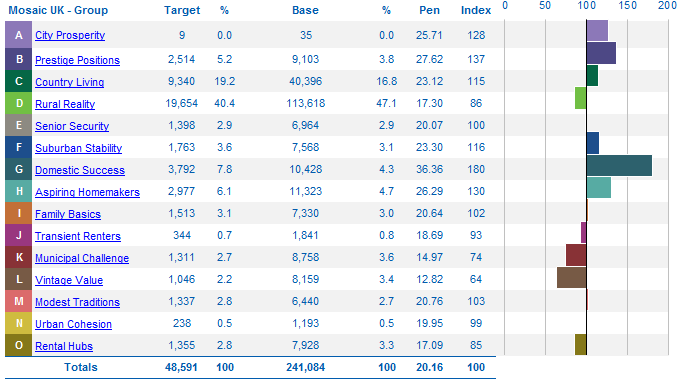 Mosaic UK - Group Target % Base % Pen Index 0 50 100 150 200
A City Prosperity 9 0.0 35 0.0 25.71 128
B Prestige Positions 2,514 5.2 9,103 3.8 27.62 137
C Country Living 9,340 19.2 40,396 16.8 23.12 115
D Rural Reality 19,654 40.4 113,618 47.1 17.30 86
E Senior Security 1,398 2.9 6,964 2.9 20.07 100
F Suburban Stability 1,763 3.6 7,568 3.1 23.30 116
G Domestic Success 3,792 7.8 10,428 4.3 36.36 180
H Aspiring Homemakers 2,977 6.1 11,323 4.7 26.29 130
I Family Basics 1,513 3.1 7,330 3.0 20.64 102
J Transient Renters 344 0.7 1,841 0.8 18.69 93
K Municipal Challenge 1,311 2.7 8,758 3.6 14.97 74
L Vintage Value 1,046 2.2 8,159 3.4 12.82 64
M Modest Traditions 1,337 2.8 6,440 2.7 20.76 103
N Urban Cohesion 238 0.5 1,193 0.5 19.95 99
O Rental Hubs 1,355 2.8 7,928 3.3 17.09 85
Totals 48,591 100 241,084 100 20.16 100